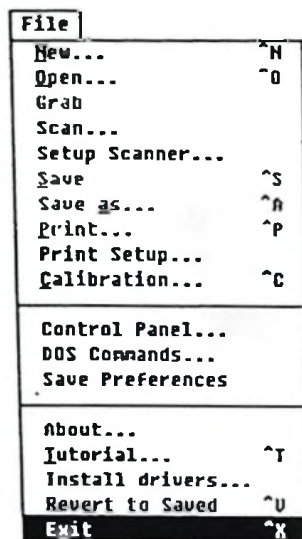 File
New... ^N
Open... ^O
Grab
Scan...
Setup Scanner...
Save ^S
Save as... ^A
Print... ^P
Print Setup...
Calibration... ^C
Control Panel...
DOS Commands...
Save Preferences
About...
Tutorial... ^T
Install drivers...
Revert to Saved ^U
Exit ^X